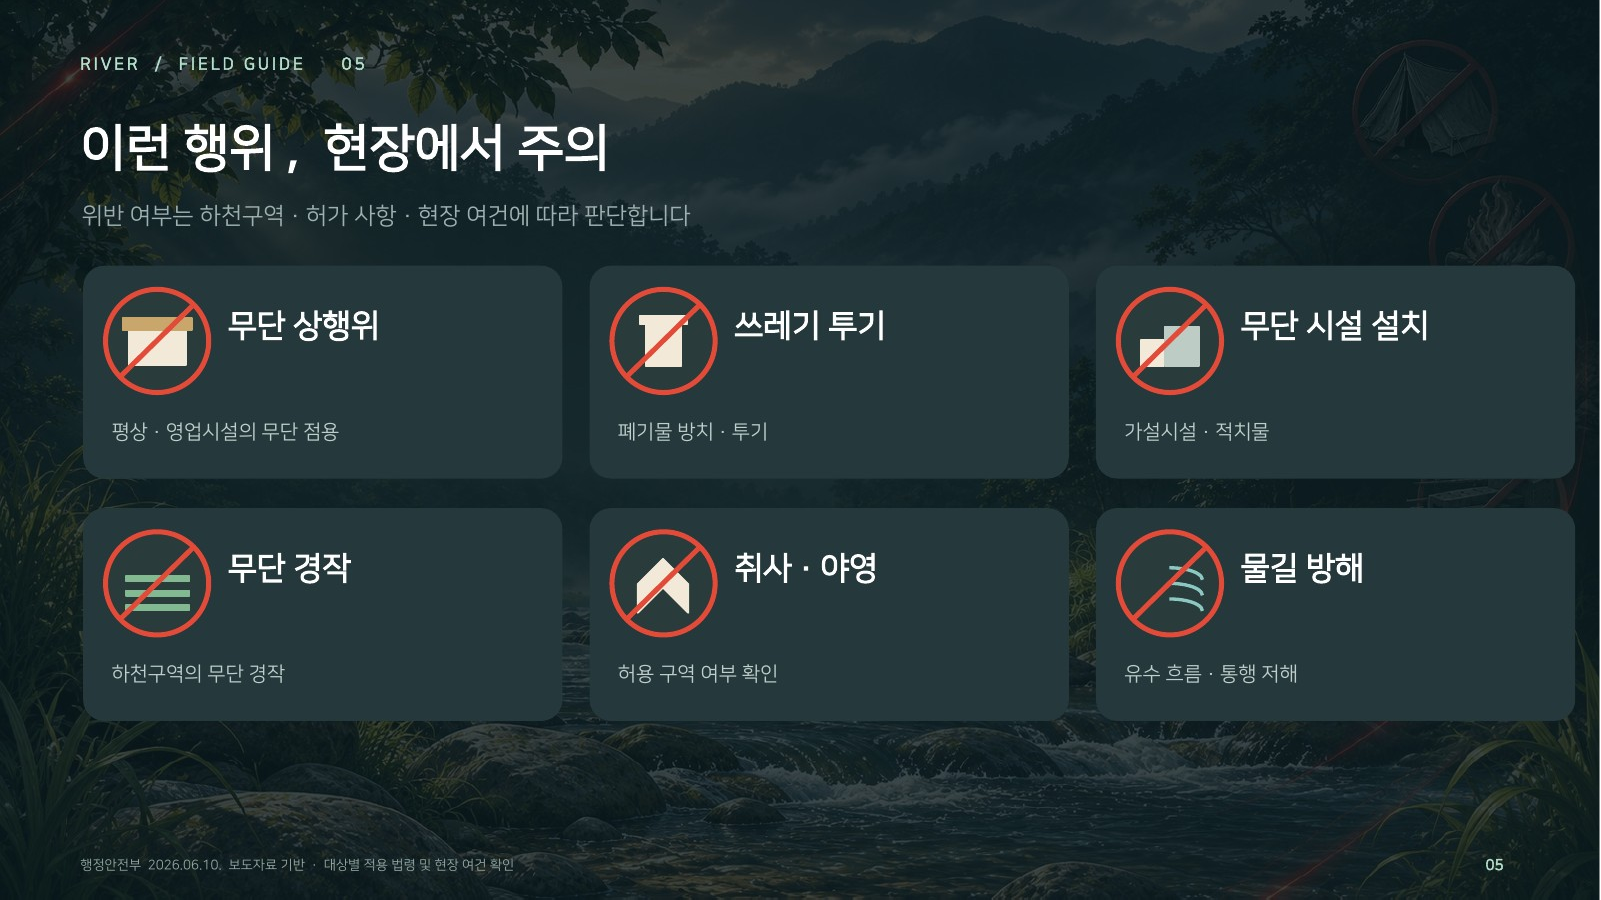 RIVER / FIELD GUIDE 05
이런 행위 , 현장에서 주의
위반 여부는 하천구역 · 허가 사항 · 현장 여건에 따라 판단합니다
무단 상행위
평상 · 영업시설의 무단 점용
쓰레기 투기
폐기물 방치 · 투기
무단 시설 설치
가설시설 · 적치물
무단 경작
하천구역의 무단 경작
취사 · 야영
허용 구역 여부 확인
물길 방해
유수 흐름 · 통행 저해
행정안전부 2026.06.10. 보도자료 기반 · 대상별 적용 법령 및 현장 여건 확인
05